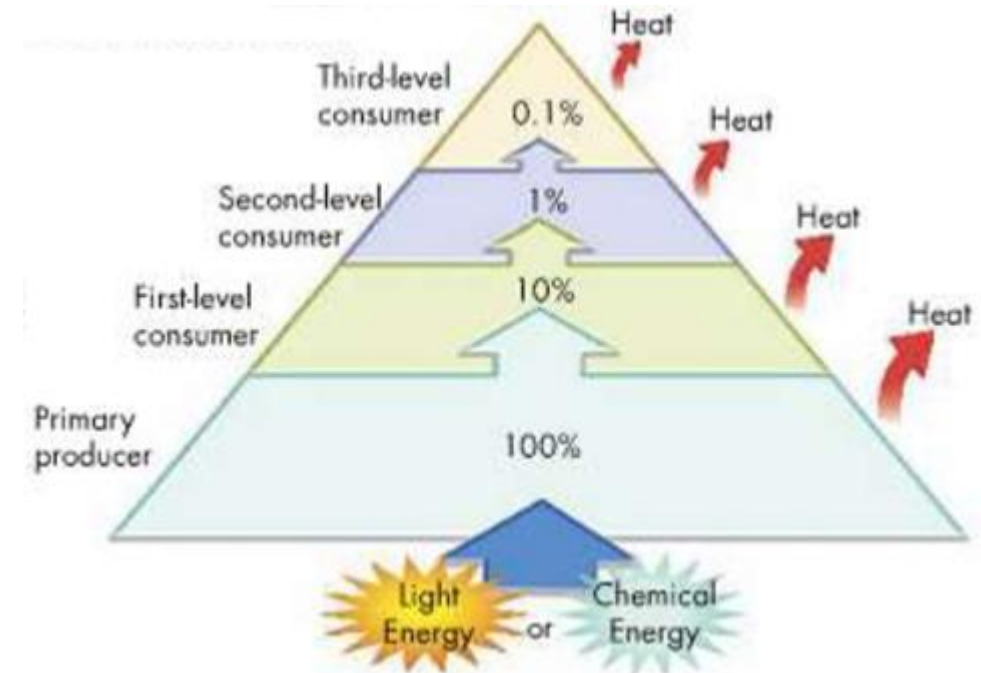 Heat
Third-level
consumer
0.1%
Heat
Second-level
consumer
1%
Heat
First-level
consumer
10%
Heat
Primary
producer
100%
Light
Energy
or
Chemical
Energy